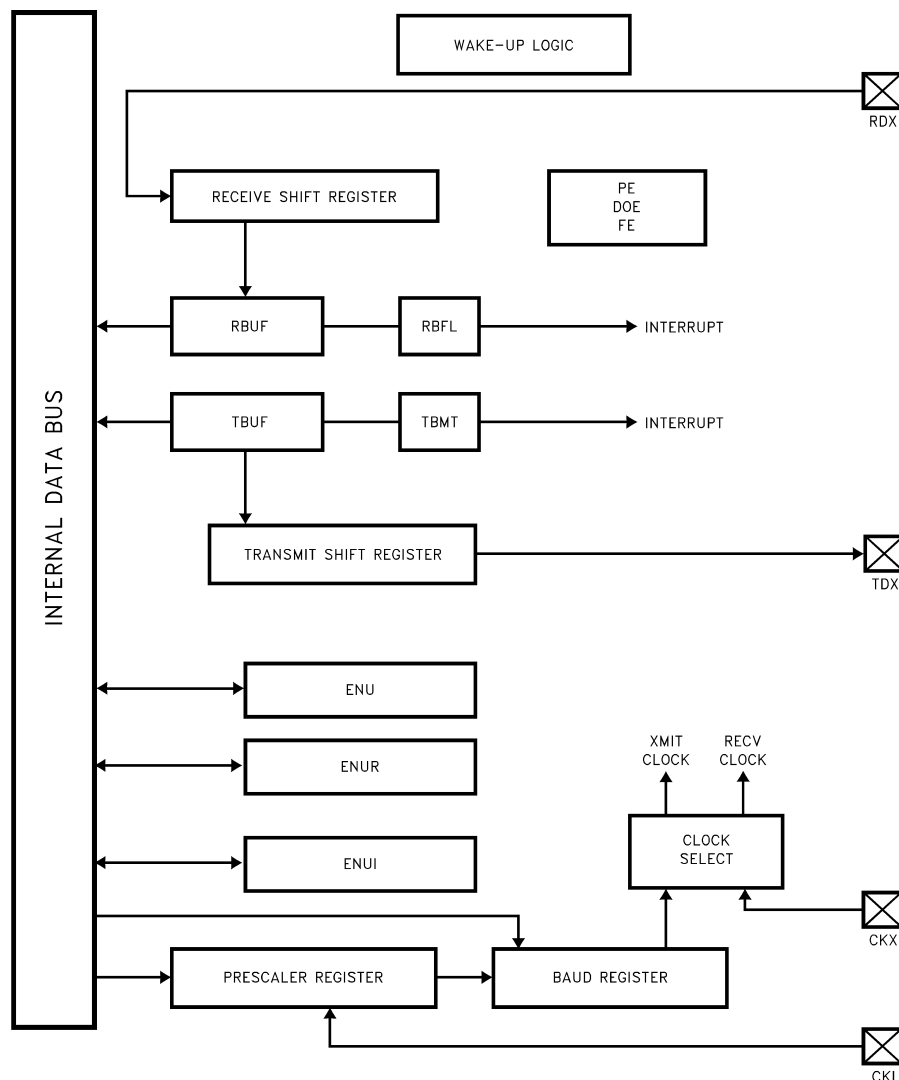 WAKE-UP LOGIC
RDX
RECEIVE SHIFT REGISTER
PE
DOE
FE
RBUF
RBFL
INTERRUPT
INTERNAL DATA BUS
TBUF
TBMT
INTERRUPT
TRANSMIT SHIFT REGISTER
TDX
ENU
XMIT
CLOCK
RECV
CLOCK
ENUR
CLOCK
SELECT
ENUI
CKX
PRESCALER REGISTER
BAUD REGISTER